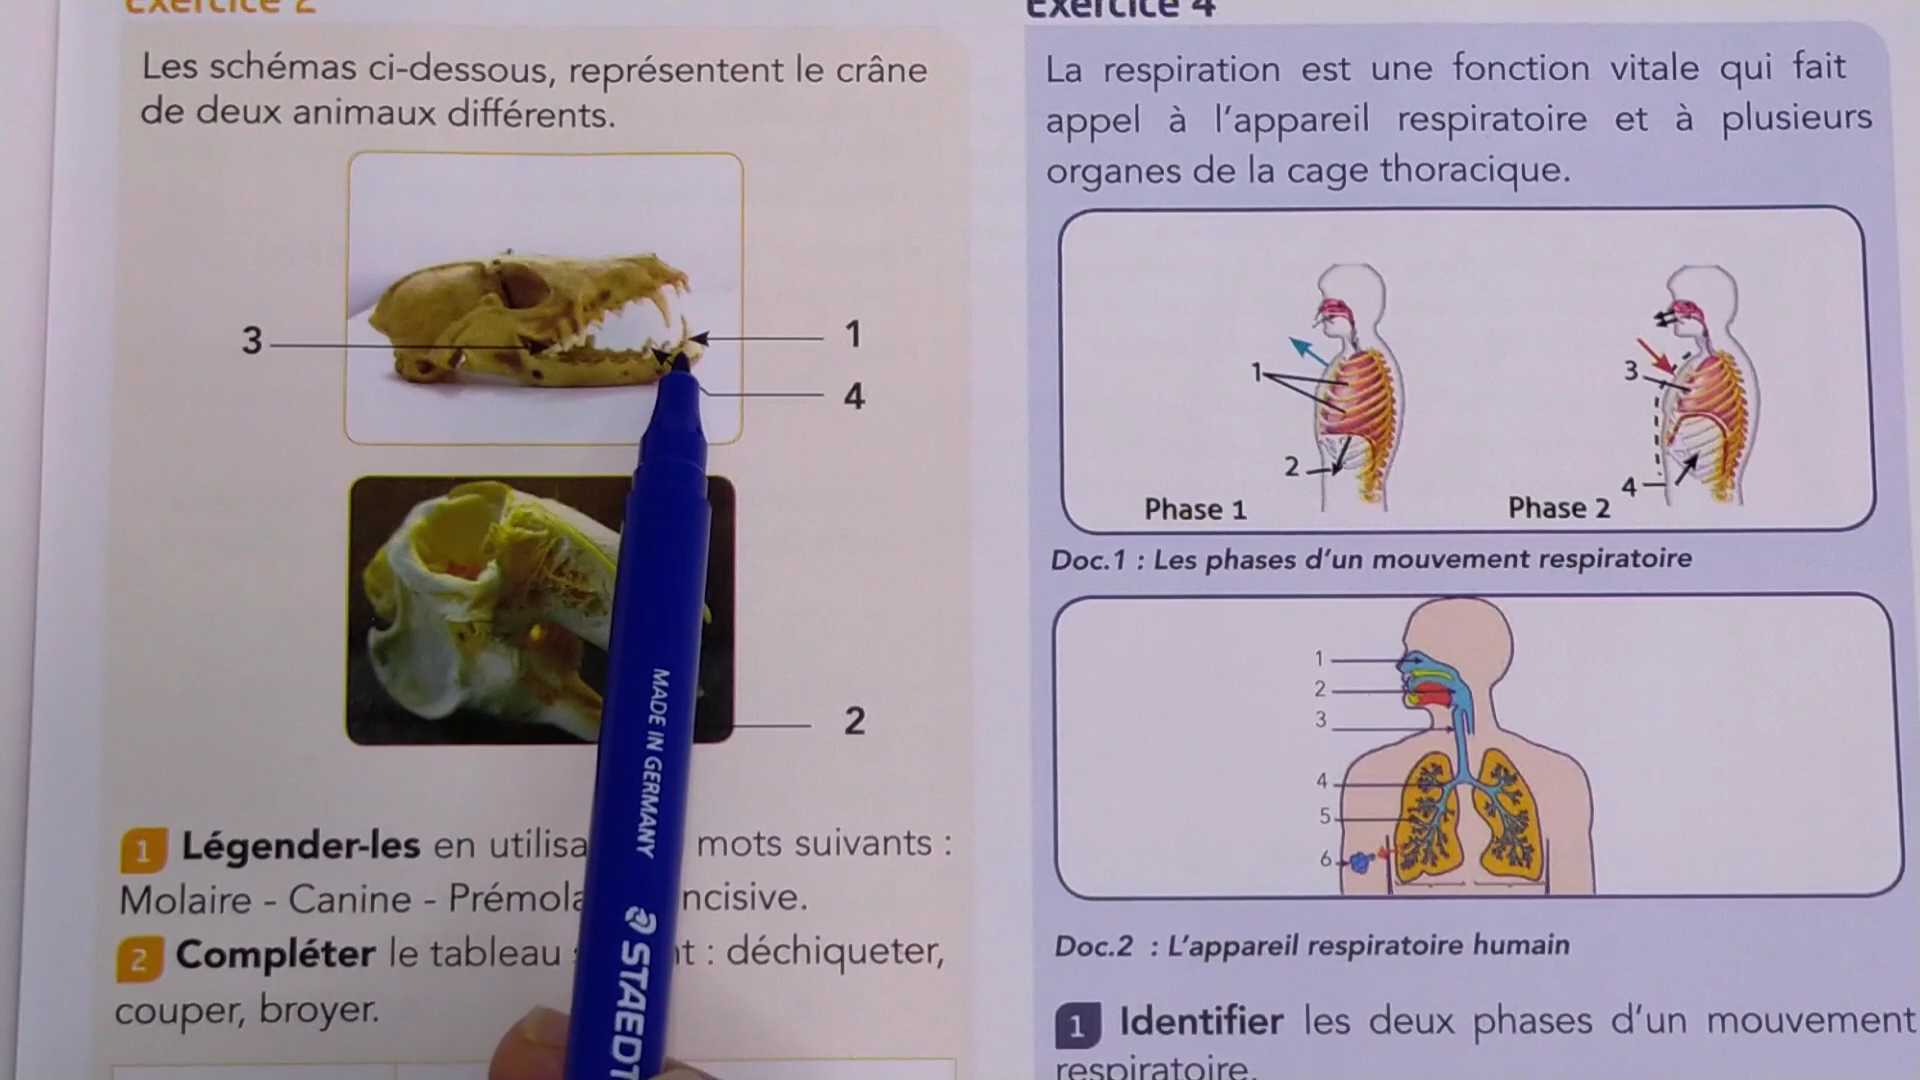 Exercice 2
Les schémas ci-dessous, représentent le crâne
de deux animaux différents.
3
1
4
2
1 Légender-les en mots suivants :
Molaire - Canine -
2 Compléter le tableau : déchiqueter,
couper, broyer.
MADE IN GERMANY
Exercice 4
La respiration est une fonction vitale qui fait
appel à l'appareil respiratoire et à plusieurs
organes de la cage thoracique.
1
2
Phase 1
3
4
Phase 2
Doc.1 : Les phases d'un mouvement respiratoire
1
2
3
4
5
6
Doc.2 : L'appareil respiratoire humain
1 Identifier les deux phases d'un mouvement
respiratoire.